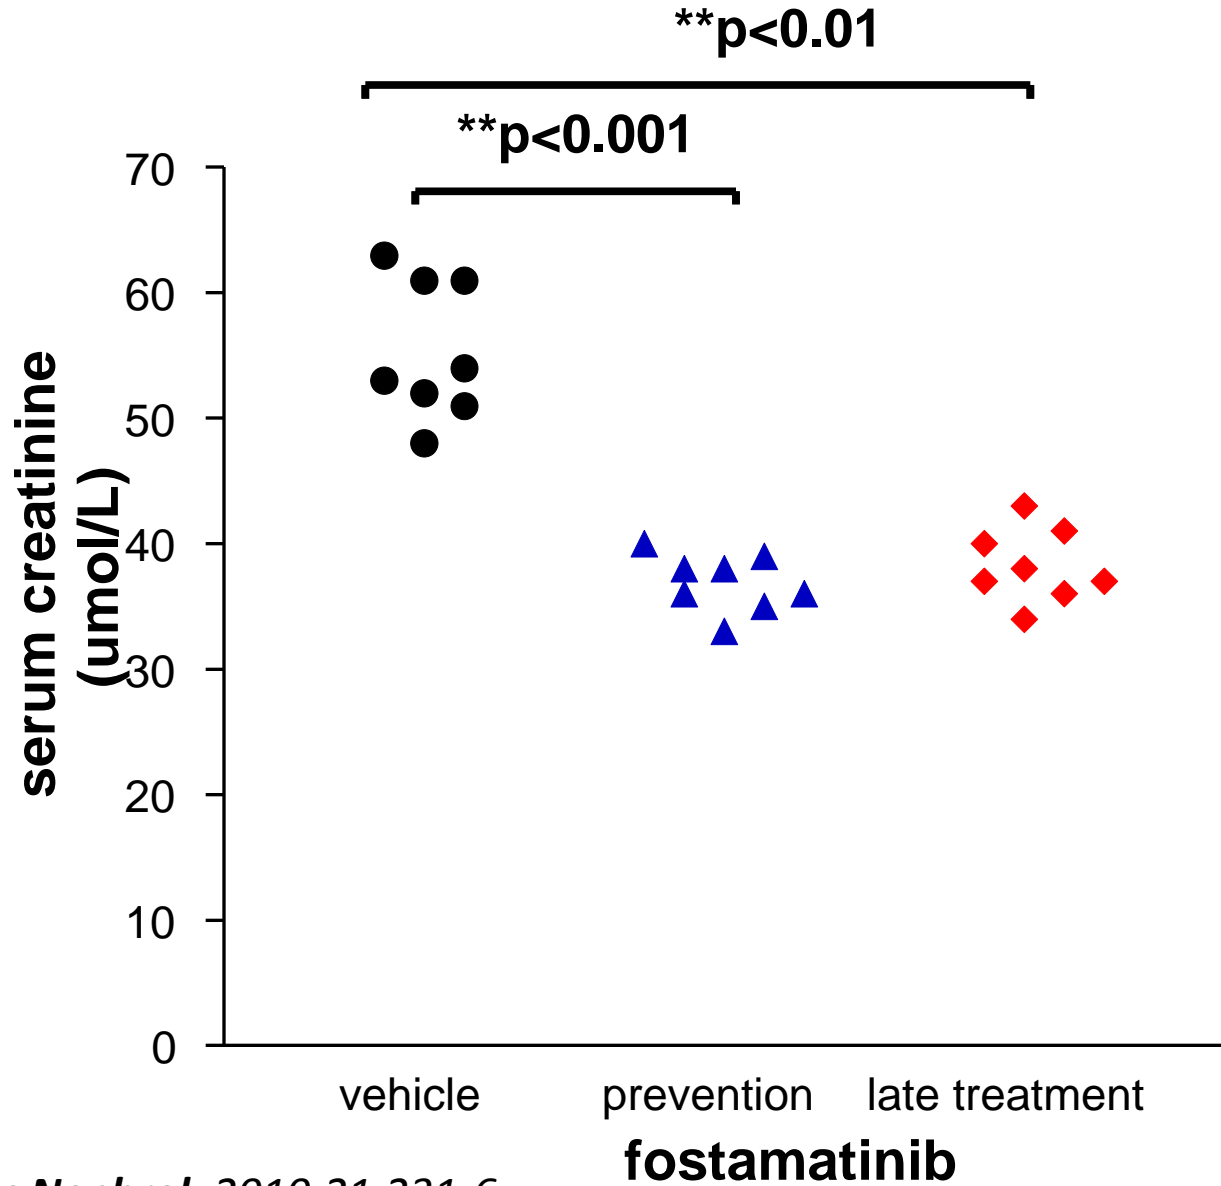 **p<0.01
**p<0.001
70
60
50
40
30
20
10
0
serum creatinine
(umol/L)
vehicle prevention late treatment
fostamatinib
Nephrol 2010 21 231-6